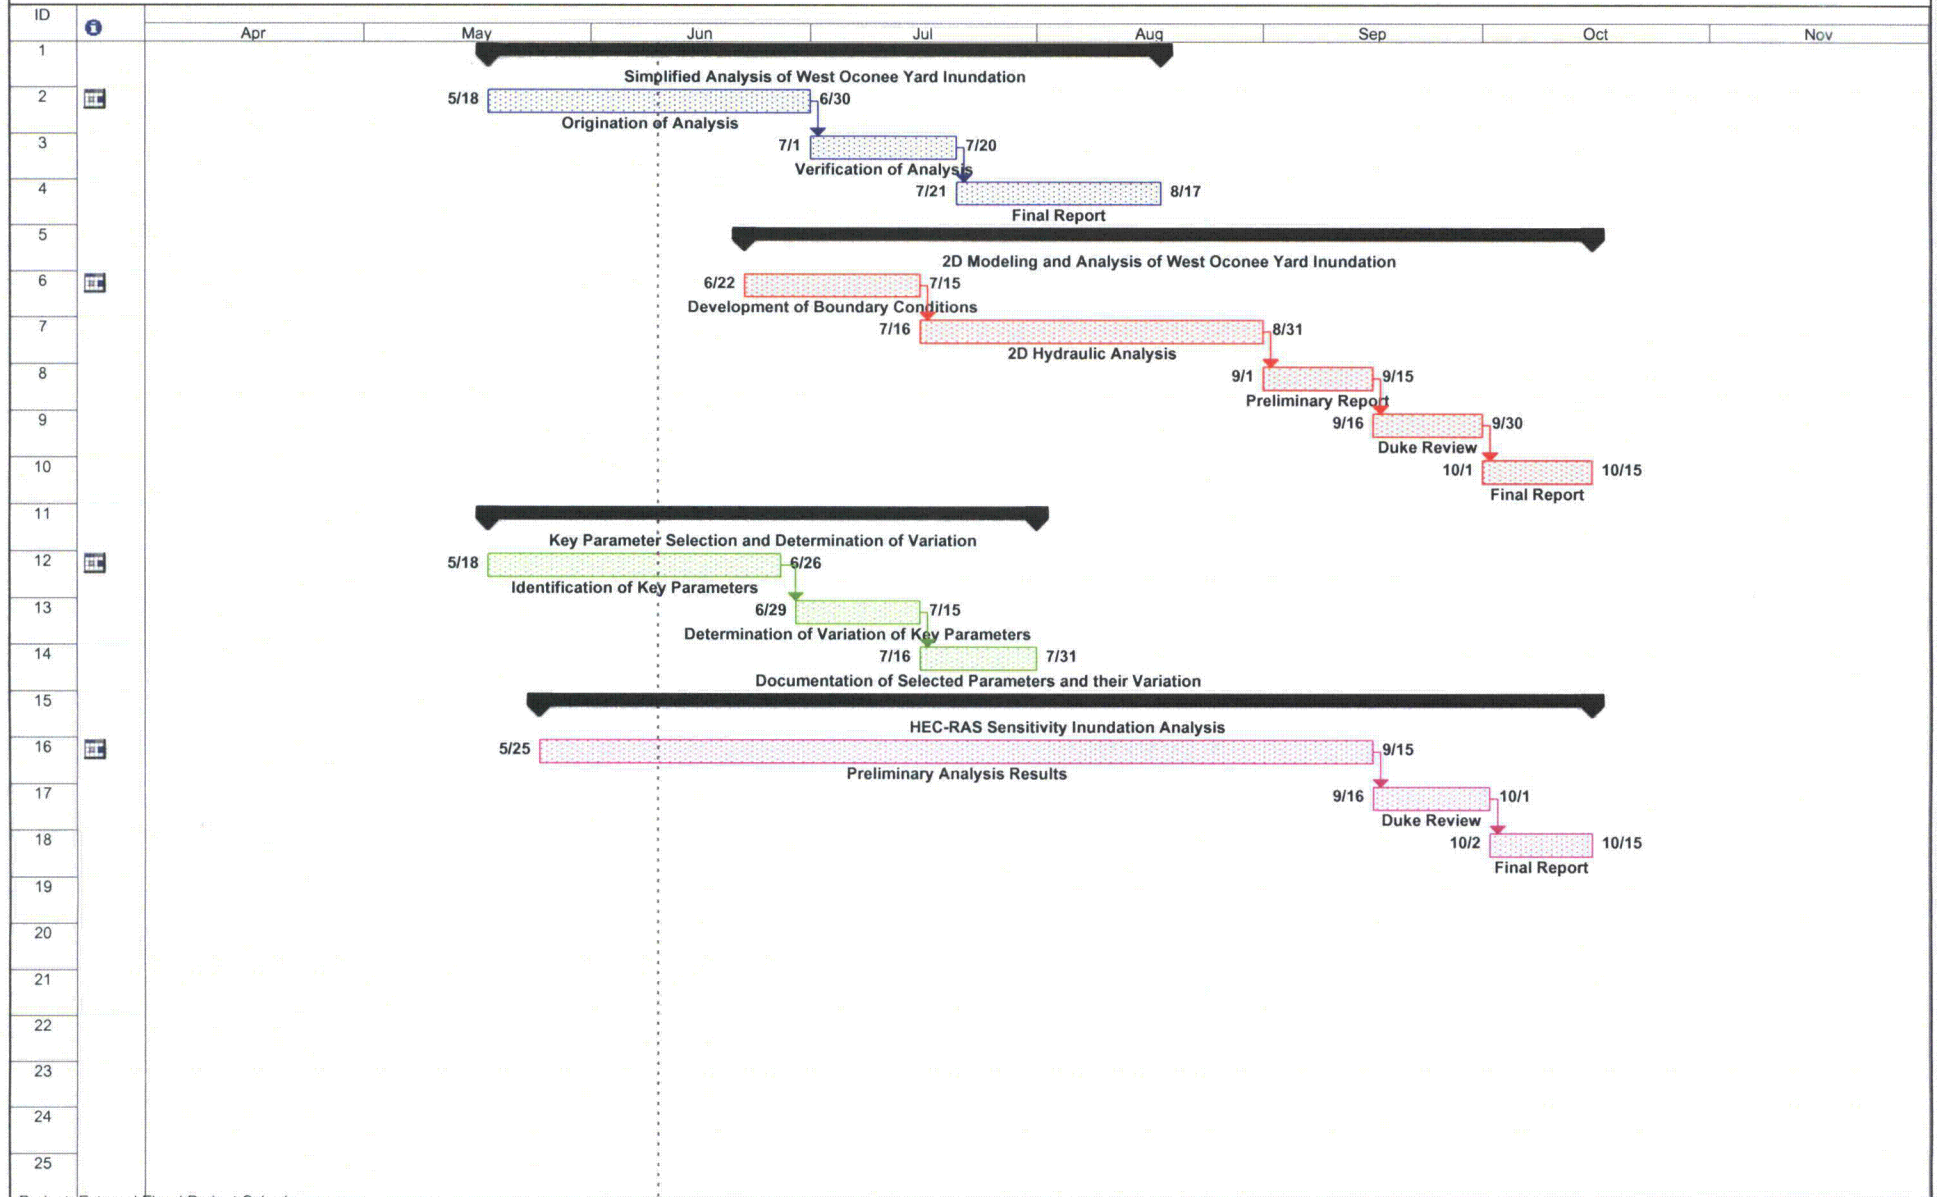 ID
Apr May Jun Jul Aug Sep Oct Nov
1
Simplified Analysis of West Oconee Yard Inundation
2 5/18 6/30
Origination of Analysis
3 7/1 7/20
Verification of Analysis
4 7/21 8/17
Final Report
5
2D Modeling and Analysis of West Oconee Yard Inundation
6 6/22 7/15
Development of Boundary Conditions
7 7/16 8/31
2D Hydraulic Analysis
8 9/1 9/15
Preliminary Report
9 9/16 9/30
Duke Review
10 10/1 10/15
Final Report
11
Key Parameter Selection and Determination of Variation
12 5/18 6/26
Identification of Key Parameters
13 6/29 7/15
Determination of Variation of Key Parameters
14 7/16 7/31
Documentation of Selected Parameters and their Variation
15
HEC-RAS Sensitivity Inundation Analysis
16 5/25 9/15
Preliminary Analysis Results
17 9/16 10/1
Duke Review
18 10/2 10/15
Final Report
19
20
21
22
23
24
25